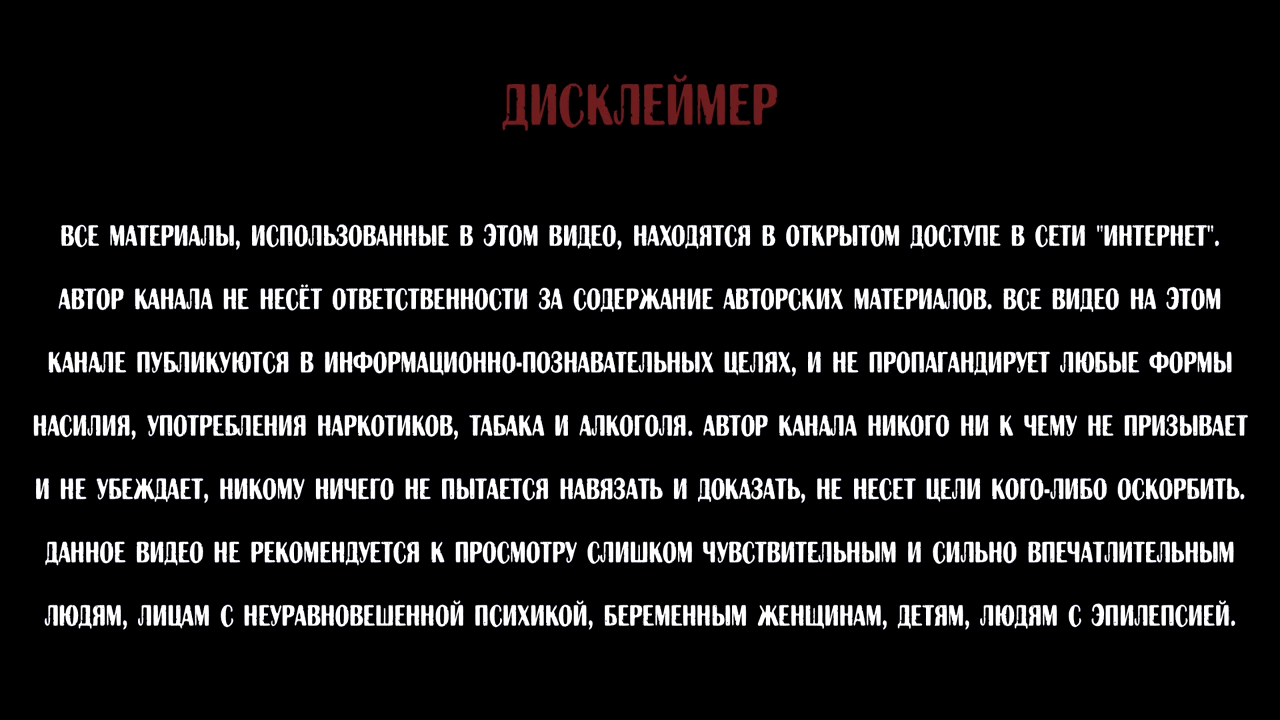 ДИСКЛЕЙМЕР
ВСЕ МАТЕРИАЛЫ, ИСПОЛЬЗОВАННЫЕ В ЭТОМ ВИДЕО, НАХОДЯТСЯ В ОТКРЫТОМ ДОСТУПЕ В СЕТИ "ИНТЕРНЕТ".
АВТОР КАНАЛА НЕ НЕСЁТ ОТВЕТСТВЕННОСТИ ЗА СОДЕРЖАНИЕ АВТОРСКИХ МАТЕРИАЛОВ. ВСЕ ВИДЕО НА ЭТОМ
КАНАЛЕ ПУБЛИКУЮТСЯ В ИНФОРМАЦИОННО-ПОЗНАВАТЕЛЬНЫХ ЦЕЛЯХ, И НЕ ПРОПАГАНДИРУЕТ ЛЮБЫЕ ФОРМЫ
НАСИЛИЯ, УПОТРЕБЛЕНИЯ НАРКОТИКОВ, ТАБАКА И АЛКОГОЛЯ. АВТОР КАНАЛА НИКОГО НИ К ЧЕМУ НЕ ПРИЗЫВАЕТ
И НЕ УБЕЖДАЕТ, НИКОМУ НИЧЕГО НЕ ПЫТАЕТСЯ НАВЯЗАТЬ И ДОКАЗАТЬ, НЕ НЕСЕТ ЦЕЛИ КОГО-ЛИБО ОСКОРБИТЬ.
ДАННОЕ ВИДЕО НЕ РЕКОМЕНДУЕТСЯ К ПРОСМОТРУ СЛИШКОМ ЧУВСТВИТЕЛЬНЫМ И СИЛЬНО ВПЕЧАТЛИТЕЛЬНЫМ
ЛЮДЯМ, ЛИЦАМ С НЕУРАВНОВЕШЕННОЙ ПСИХИКОЙ, БЕРЕМЕННЫМ ЖЕНЩИНАМ, ДЕТЯМ, ЛЮДЯМ С ЭПИЛЕПСИЕЙ.